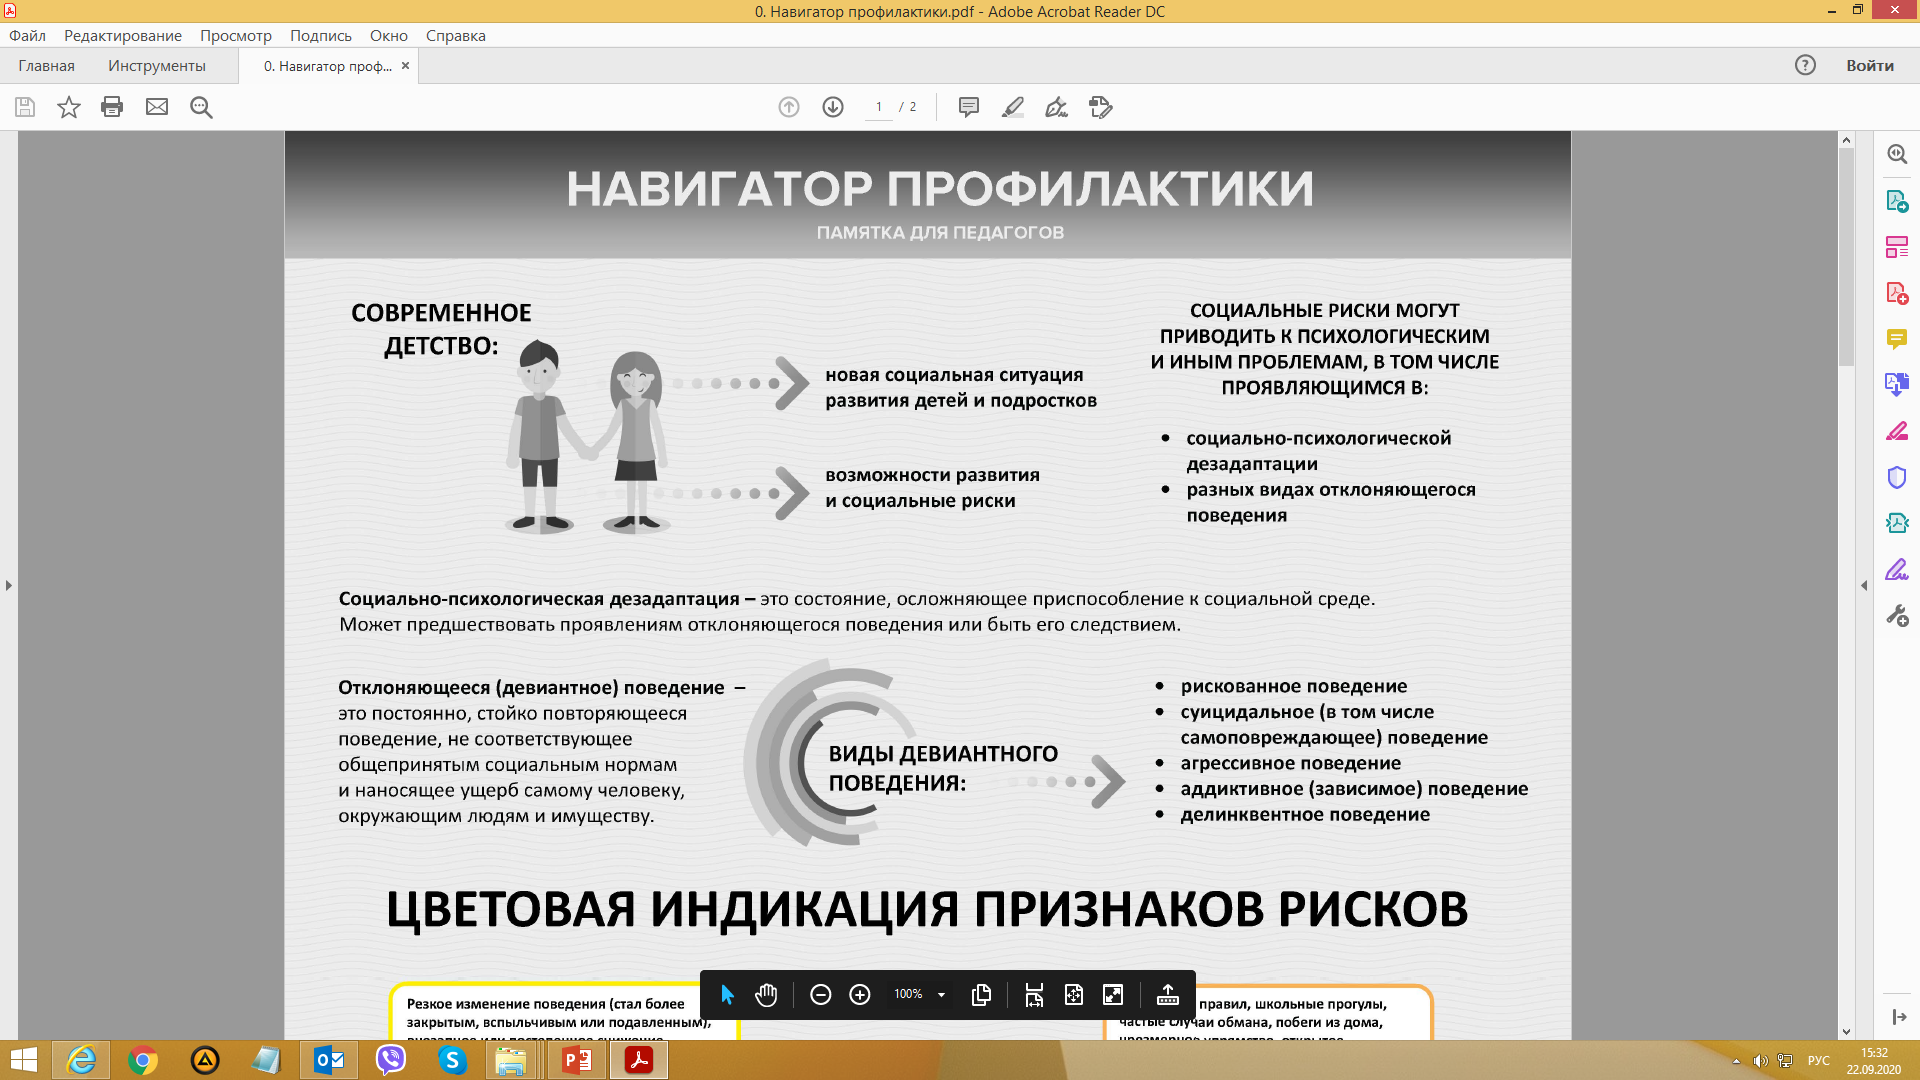 0. Навигатор профилактики.pdf - Adobe Acrobat Reader DC
Файл Редактирование Просмотр Подпись Окно Справка
Главная Инструменты 0. Навигатор проф... Войти
1 / 2
НАВИГАТОР ПРОФИЛАКТИКИ
ПАМЯТКА ДЛЯ ПЕДАГОГОВ
СОВРЕМЕННОЕ
ДЕТСТВО:
новая социальная ситуация
развития детей и подростков
возможности развития
и социальные риски
СОЦИАЛЬНЫЕ РИСКИ МОГУТ
ПРИВОДИТЬ К ПСИХОЛОГИЧЕСКИМ
И ИНЫМ ПРОБЛЕМАМ, В ТОМ ЧИСЛЕ
ПРОЯВЛЯЮЩИМСЯ В:
• социально-психологической
дезадаптации
• разных видах отклоняющегося
поведения
Социально-психологическая дезадаптация – это состояние, осложняющее приспособление к социальной среде.
Может предшествовать проявлениям отклоняющегося поведения или быть его следствием.
Отклоняющееся (девиантное) поведение –
это постоянно, стойко повторяющееся
поведение, не соответствующее
общепринятым социальным нормам
и наносящее ущерб самому человеку,
окружающим людям и имуществу.
ВИДЫ ДЕВИАНТНОГО
ПОВЕДЕНИЯ:
• рискованное поведение
• суицидальное (в том числе
самоповреждающее) поведение
• агрессивное поведение
• аддиктивное (зависимое) поведение
• делинквентное поведение
ЦВЕТОВАЯ ИНДИКАЦИЯ ПРИЗНАКОВ РИСКОВ
Резкое изменение поведения (стал более
закрытым, вспыльчивым или подавленным),
правил, школьные прогулы,
частые случаи обмана, побеги из дома,
100%
РУС
15:32
22.09.2020